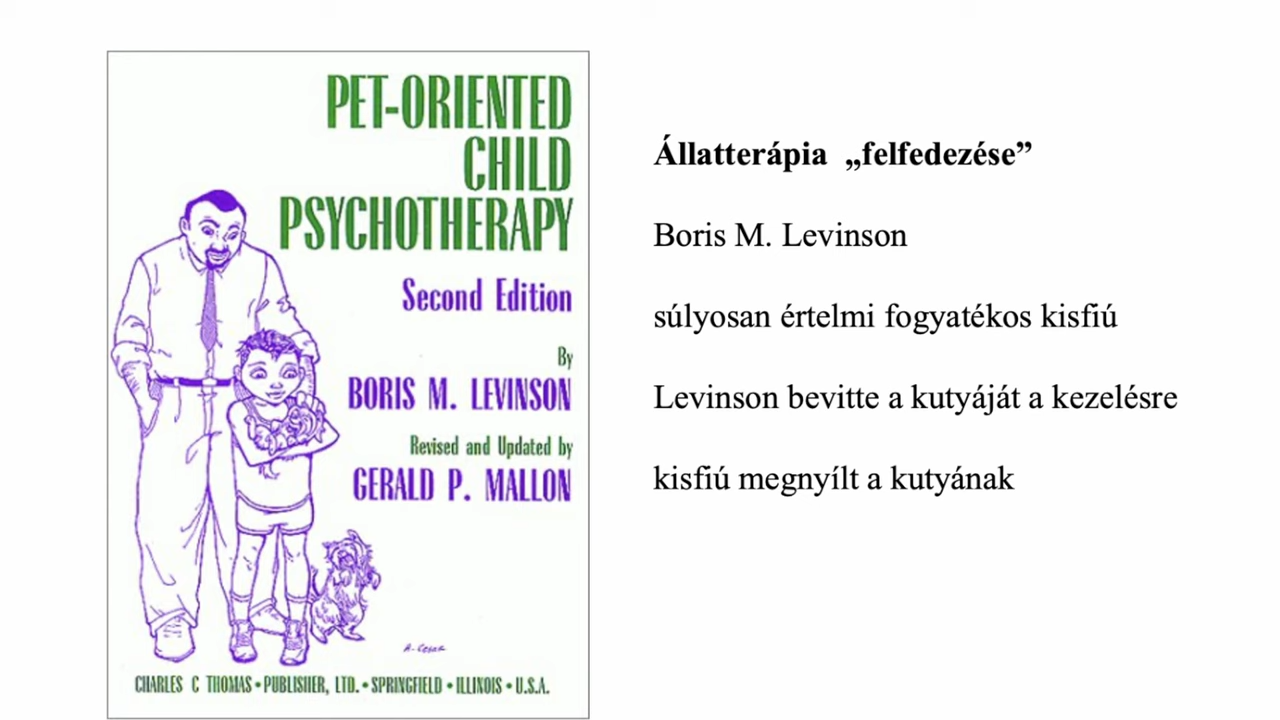 PET-ORIENTED
CHILD
PSYCHOTHERAPY
Second Edition
By
BORIS M. LEVINSON
Revised and Updated by
GERALD P. MALLON
CHARLES C THOMAS • PUBLISHER, LTD. • SPRINGFIELD • ILLINOIS • U.S.A.
Állatterápia „felfedezése”
Boris M. Levinson
súlyosan értelmi fogyatékos kisfiú
Levinson bevitte a kutyáját a kezelésre
kisfiú megnyílt a kutyának